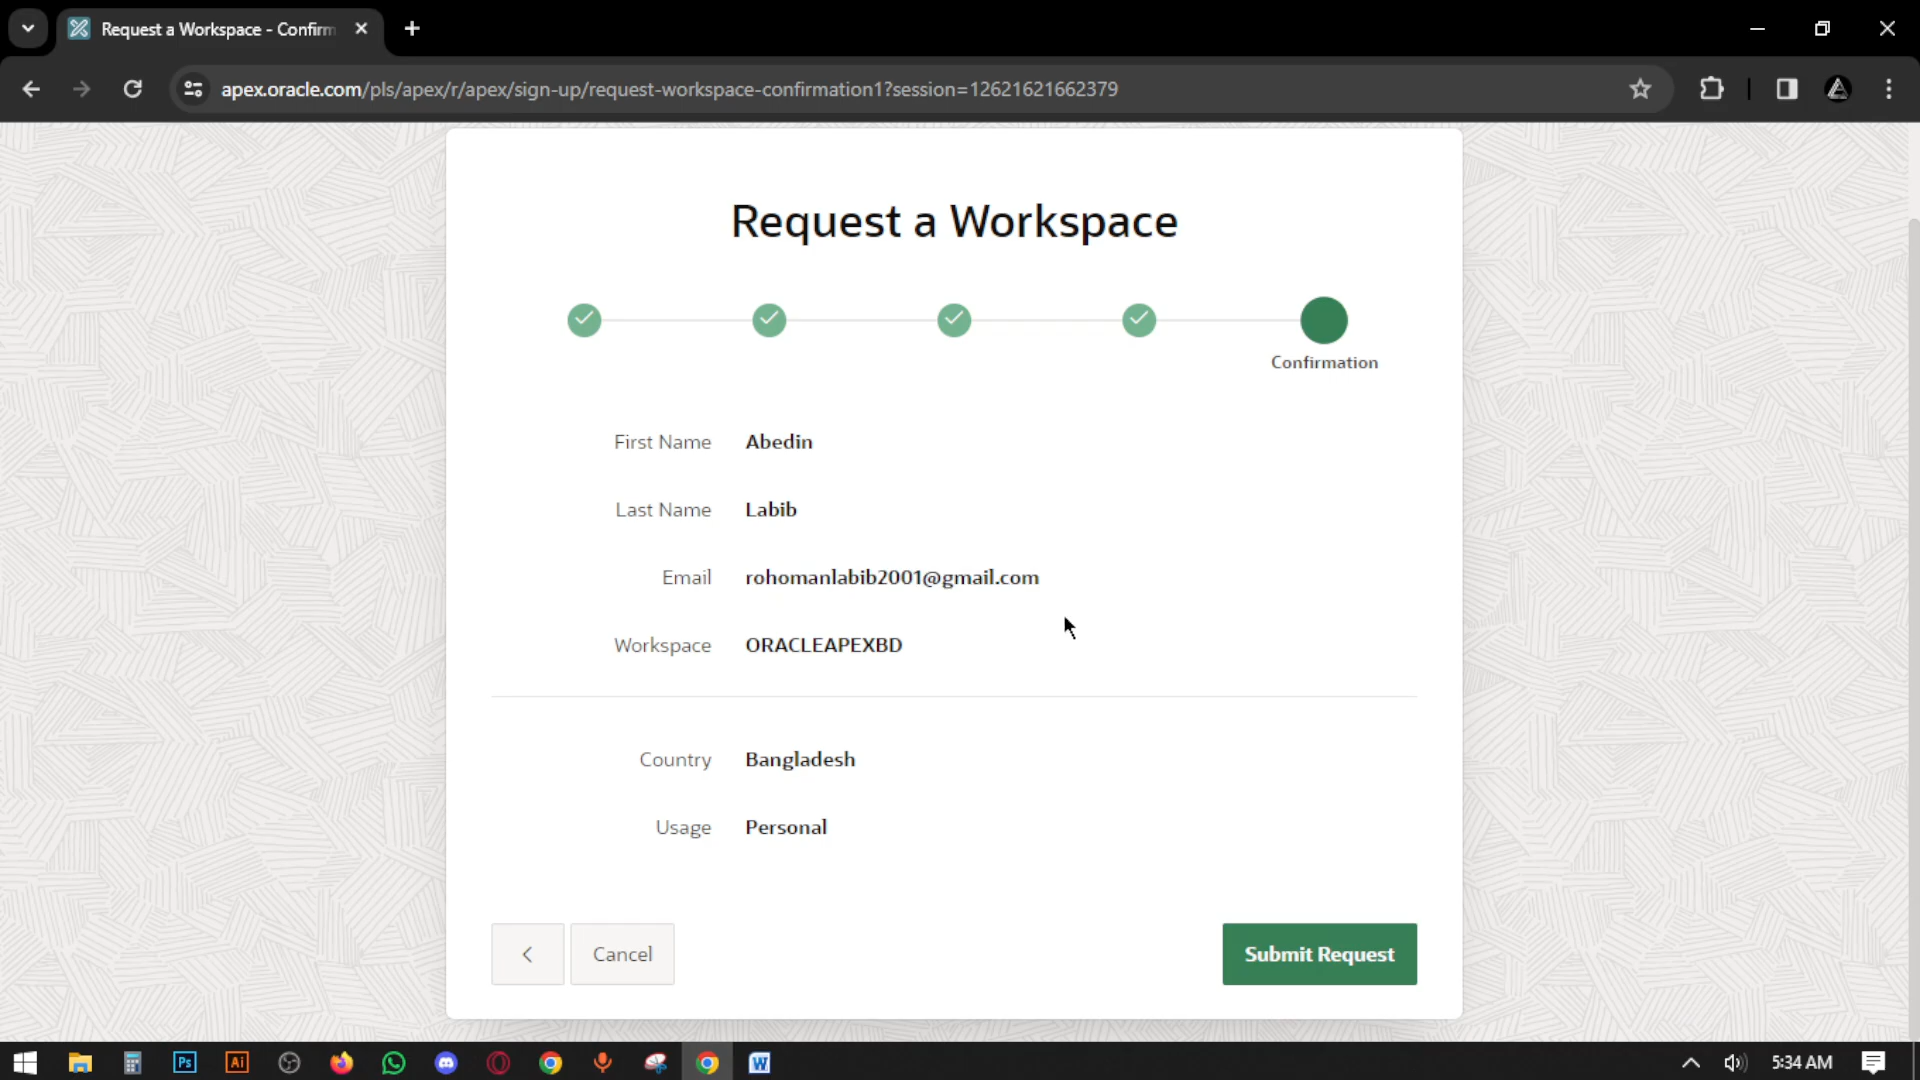 Request a Workspace - Confirm
apex.oracle.com/pls/apex/r/apex/sign-up/request-workspace-confirmation1?session=12621621662379
Request a Workspace
Confirmation
First Name Abedin
Last Name Labib
Email rohomanlabib2001@gmail.com
Workspace ORACLEAPEXBD
Country Bangladesh
Usage Personal
Cancel
Submit Request
Ps Ai W 5:34 AM